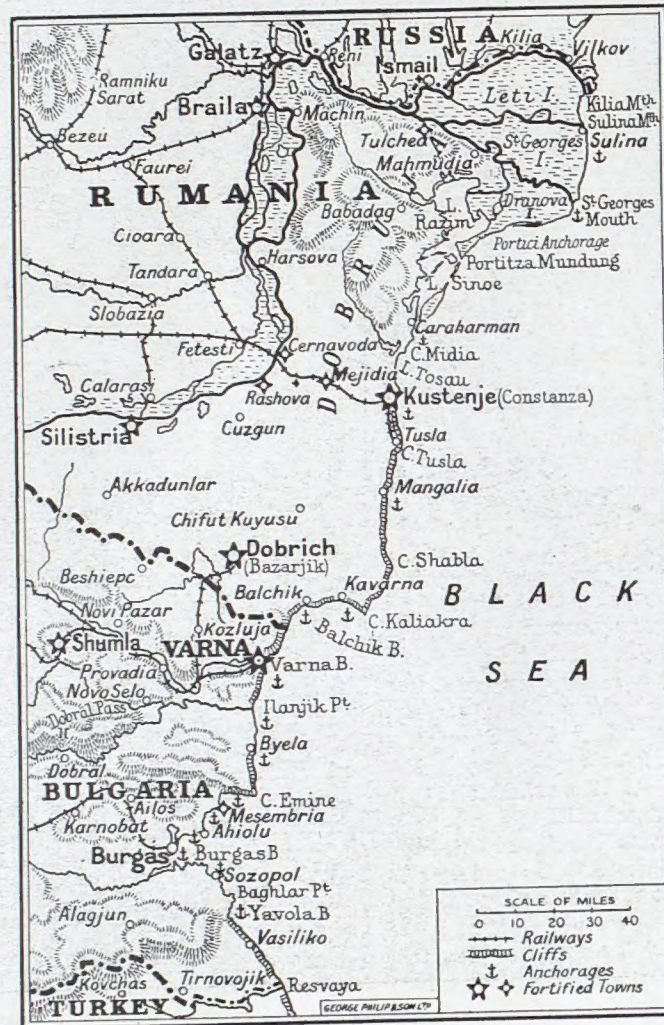 RUSSIA
Kilia
Vilkov
Galatz
Reni
Ismail
Ramniku
Sarat
Leti I.
Kilia Mth
Braila
Machin
Sulina Mth
Bezeu
Tulchea
St Georges
I.
Sulina
Faurei
Mahmudia
RUMANIA
Babadag
L.
Razim
Dranova
I.
St Georges
Mouth
Cioara
Portici Anchorage
Harsova
Portitza Mundung
Tandara
L. Sinoe
Slobazia
DOBRUJA
Caraharman
Fetesti
Cernavoda
C. Midia
Mejidia
L. Tosau
Calarasi
Rashova
Kustenje (Constanza)
Silistria
Cuzgun
Tusla
C. Tusla
Akkadunlar
Mangalia
Chifut Kuyusu
Dobrich
(Bazarjik)
C. Shabla
Beshiepc
Balchik
Kavarna
BLACK
SEA
Novi Pazar
C. Kaliakra
Kozluja
Balchik B.
Shumla
VARNA
Varna B.
Provadia
Novo Selo
Ilanjik Pt.
Dobral Pass
Byela
Dobral
BULGARIA
C. Emine
Ailos
Mesembria
Karnobat
Ahiolu
Burgas
Burgas B
Sozopol
Baghlar Pt.
Alagjun
Yavola B
Vasiliko
Kovchas
Tirnovojik
Resvaya
TURKEY
SCALE OF MILES
0 10 20 30 40
Railways
Cliffs
Anchorages
Fortified Towns
GEORGE PHILIP & SON LTD